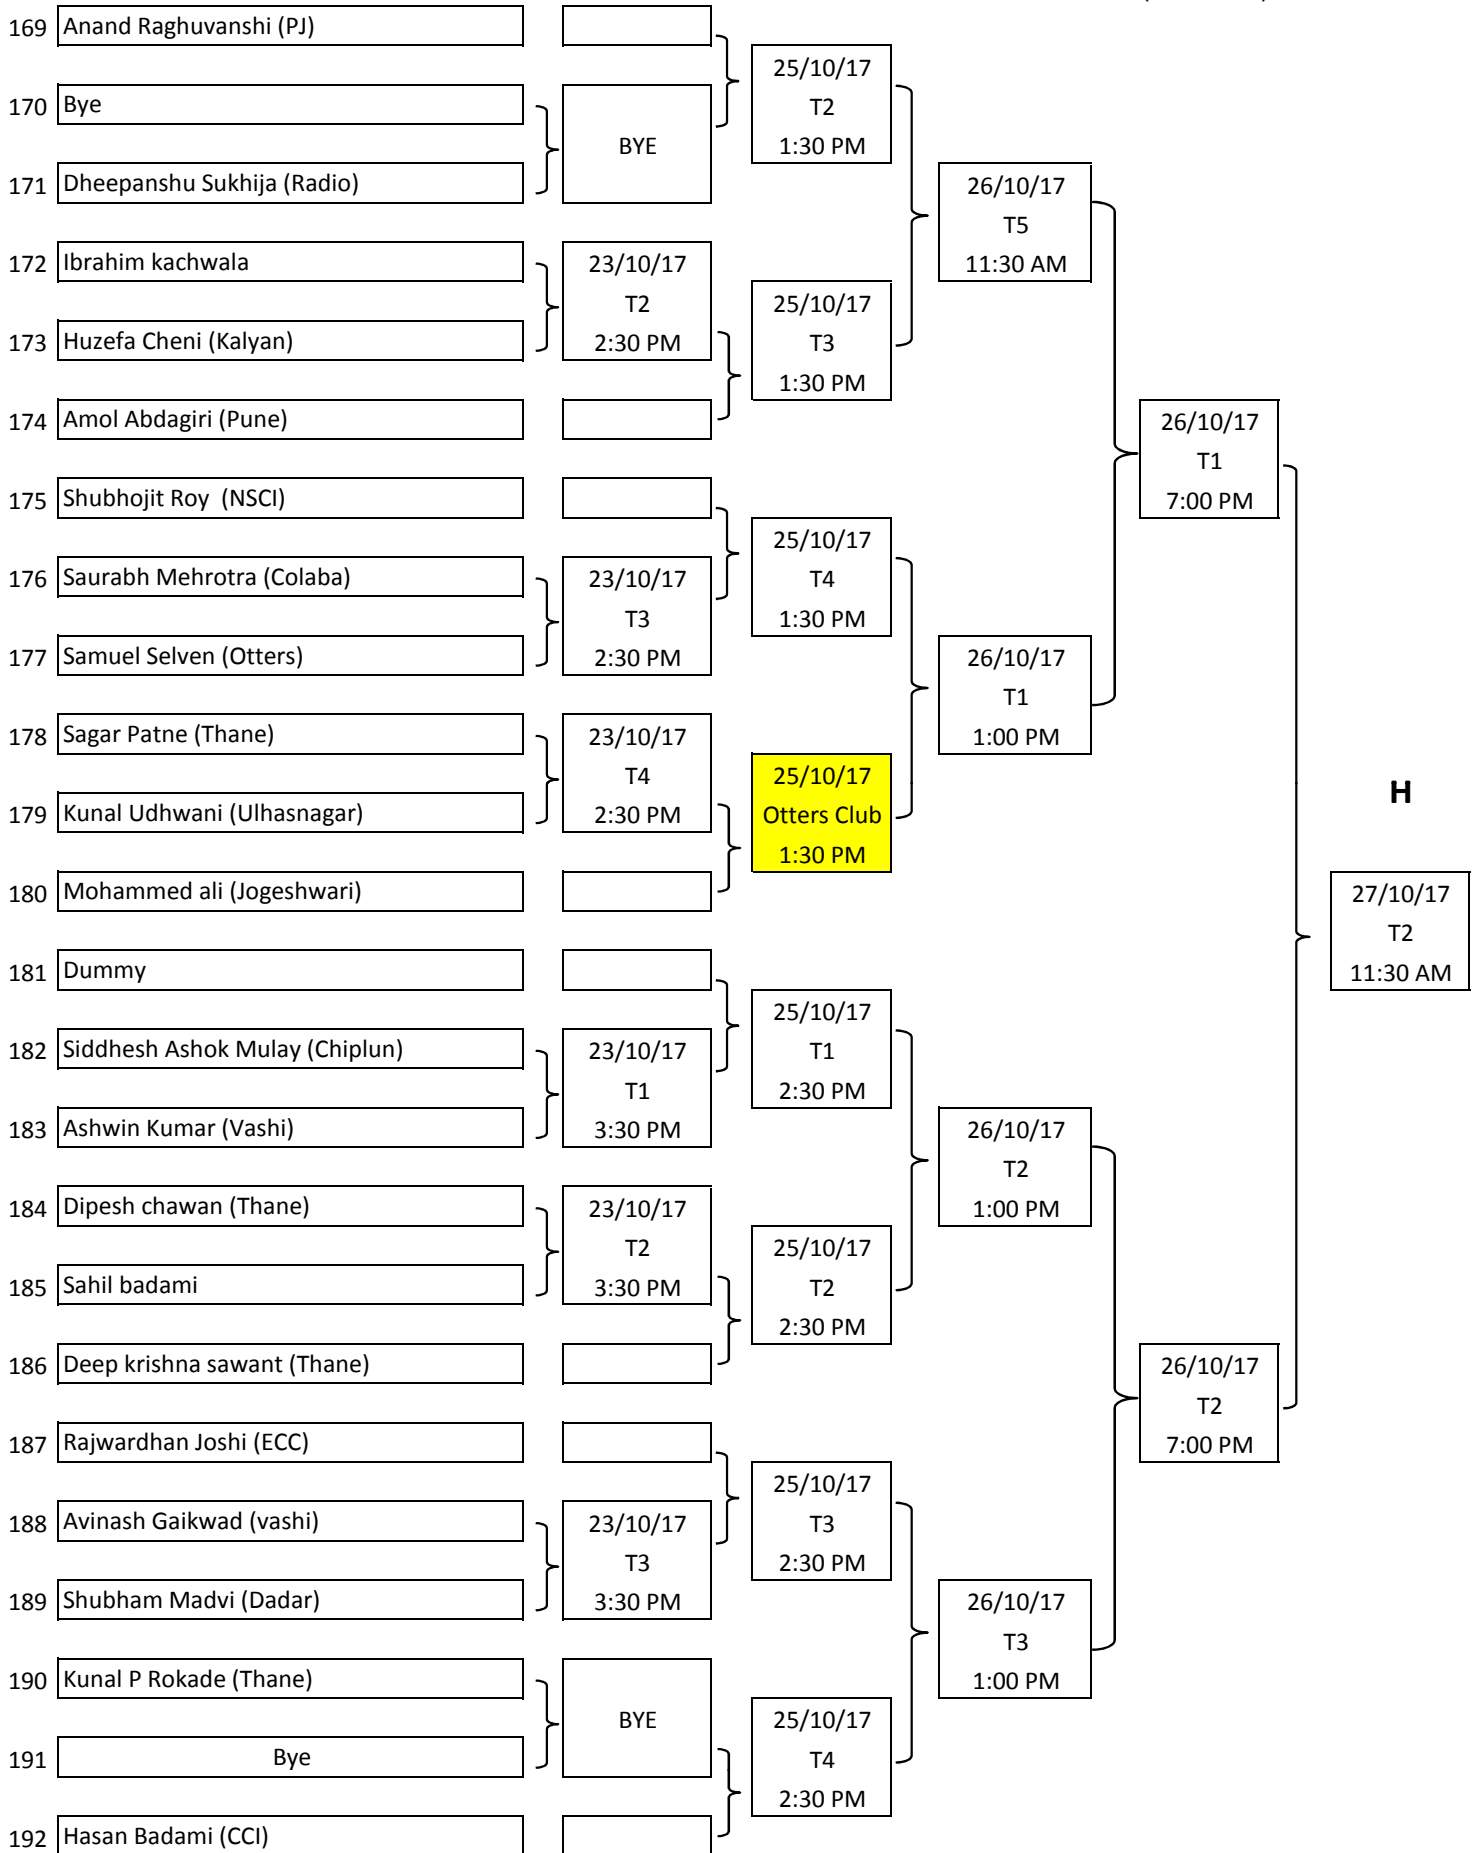 169 Anand Raghuvanshi (PJ)
25/10/17
T2
1:30 PM
170 Bye
BYE
171 Dheepanshu Sukhija (Radio)
26/10/17
T5
11:30 AM
172 Ibrahim kachwala
23/10/17
T2
2:30 PM
173 Huzefa Cheni (Kalyan)
25/10/17
T3
1:30 PM
174 Amol Abdagiri (Pune)
26/10/17
T1
7:00 PM
175 Shubhojit Roy  (NSCI)
25/10/17
T4
1:30 PM
176 Saurabh Mehrotra (Colaba)
23/10/17
T3
2:30 PM
177 Samuel Selven (Otters)
26/10/17
T1
1:00 PM
178 Sagar Patne (Thane)
23/10/17
T4
2:30 PM
179 Kunal Udhwani (Ulhasnagar)
25/10/17
Otters Club
1:30 PM
H
180 Mohammed ali (Jogeshwari)
27/10/17
T2
11:30 AM
181 Dummy
25/10/17
T1
2:30 PM
182 Siddhesh Ashok Mulay (Chiplun)
23/10/17
T1
3:30 PM
183 Ashwin Kumar (Vashi)
26/10/17
T2
1:00 PM
184 Dipesh chawan (Thane)
23/10/17
T2
3:30 PM
185 Sahil badami
25/10/17
T2
2:30 PM
186 Deep krishna sawant (Thane)
26/10/17
T2
7:00 PM
187 Rajwardhan Joshi (ECC)
25/10/17
T3
2:30 PM
188 Avinash Gaikwad (vashi)
23/10/17
T3
3:30 PM
189 Shubham Madvi (Dadar)
26/10/17
T3
1:00 PM
190 Kunal P Rokade (Thane)
BYE
191 Bye
25/10/17
T4
2:30 PM
192 Hasan Badami (CCI)